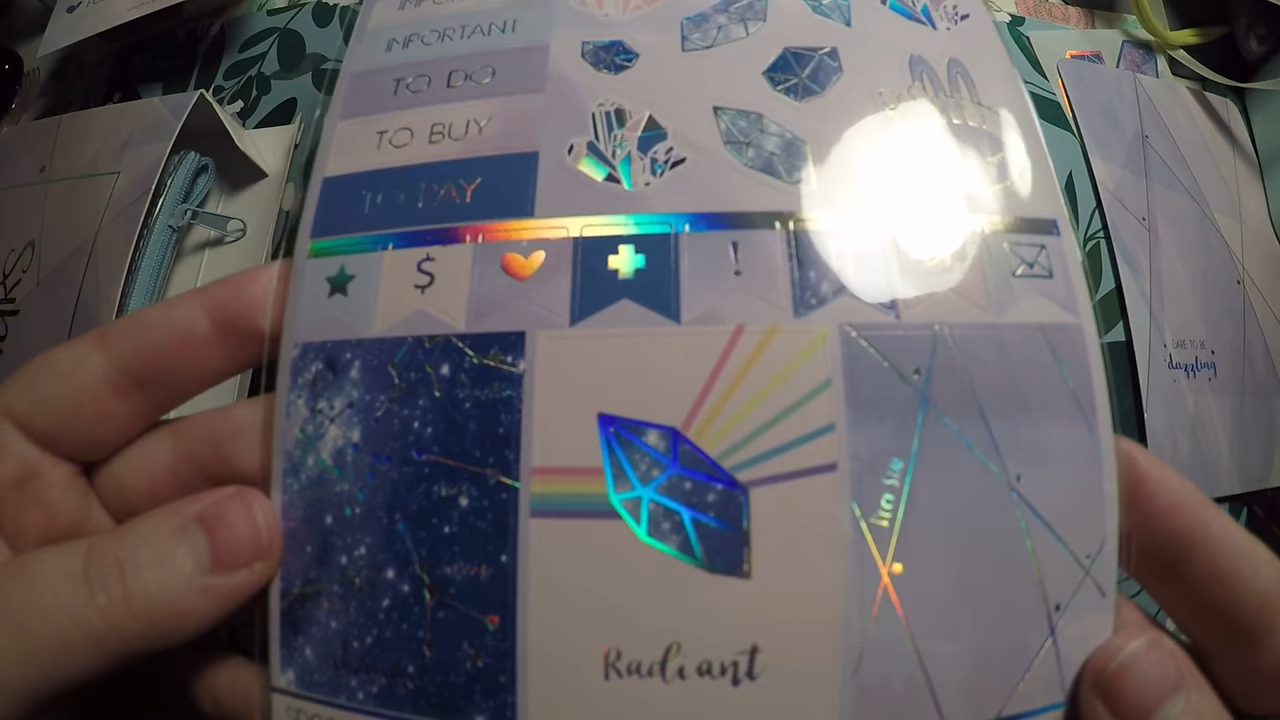 IMPORTANT
TO DO
TO BUY
TO PAY
$
!
DARE TO BE
dazzling
Radiant